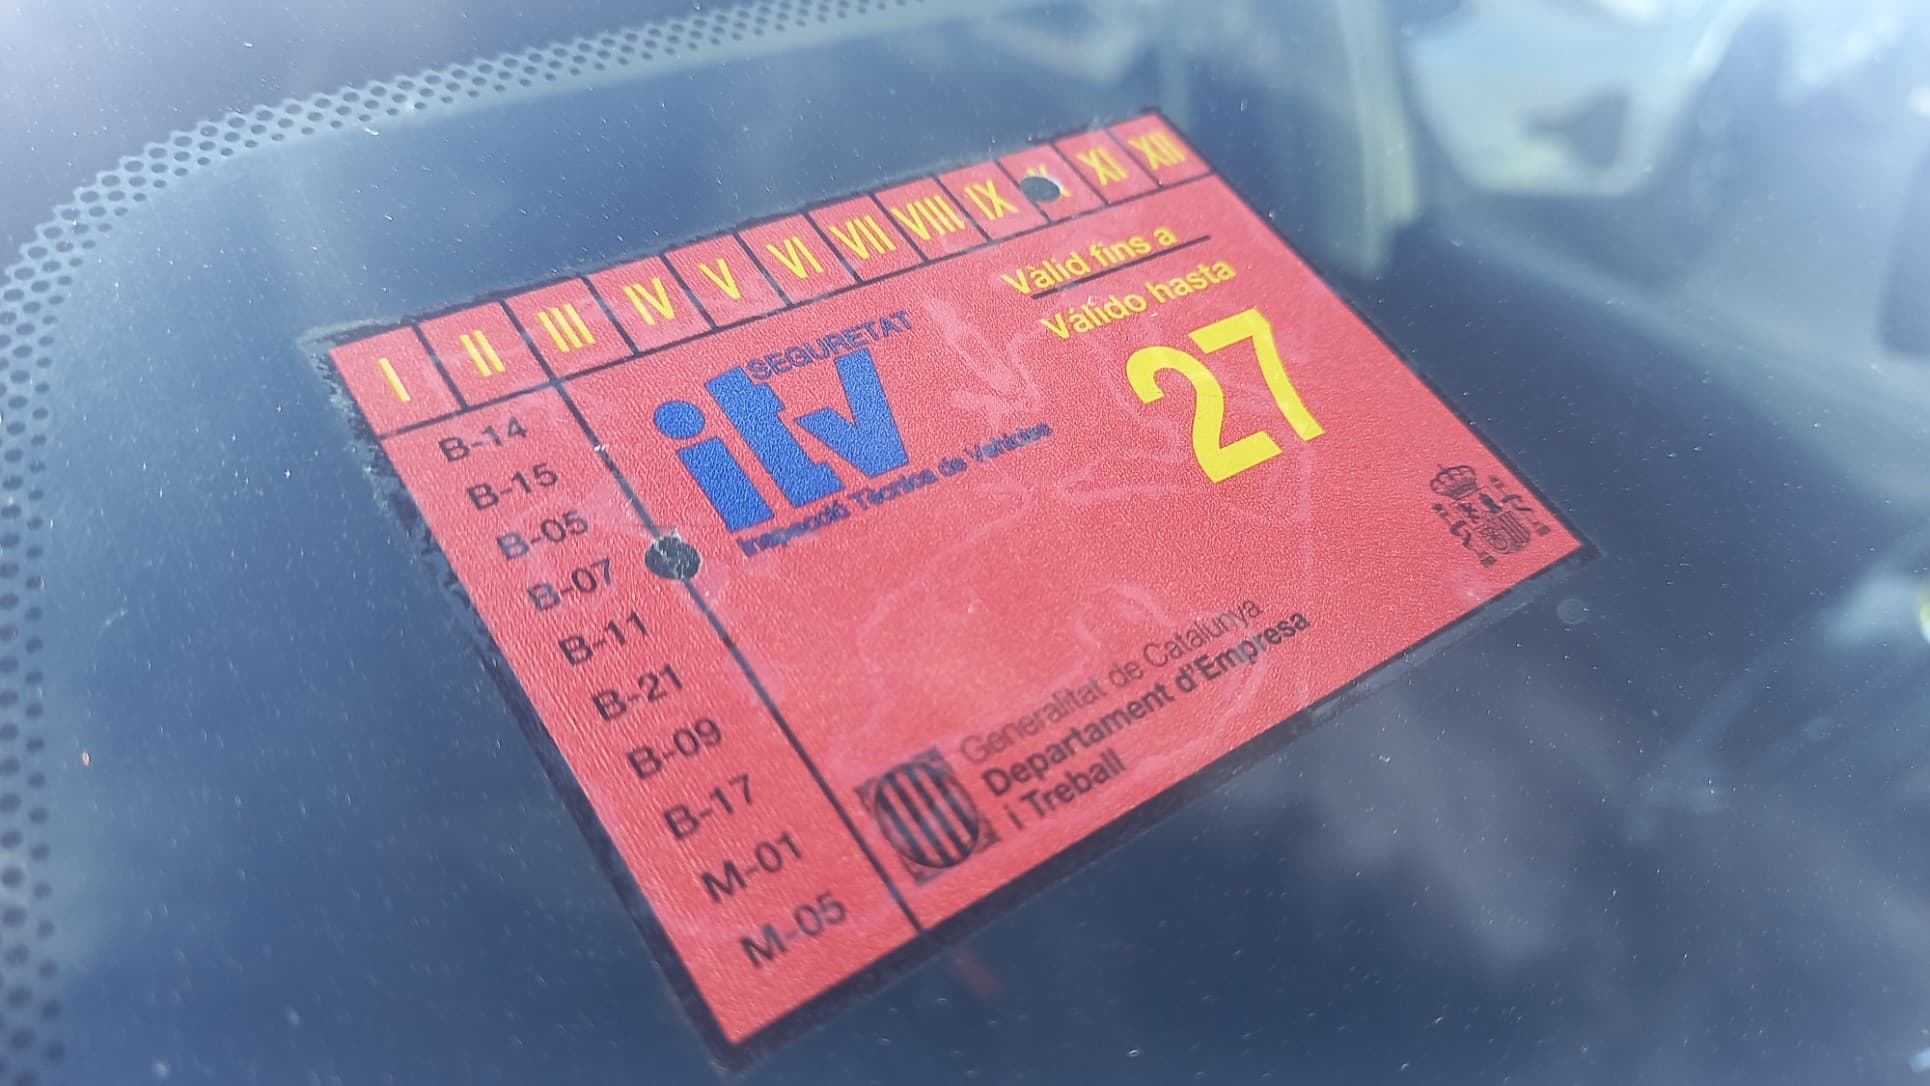 I II III IV V VI VII VIII IX X XI XII
Vàlid fins a
Válido hasta
27
SEGURETAT
itv
Inspecció Tècnica de Vehicles
B-14
B-15
B-05
B-07
B-11
B-21
B-09
B-17
M-01
M-05
Generalitat de Catalunya
Departament d'Empresa
i Treball